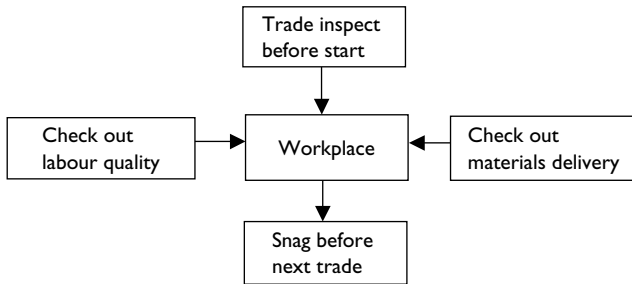 Trade inspect
before start
Check out
labour quality
Workplace
Check out
materials delivery
Snag before
next trade